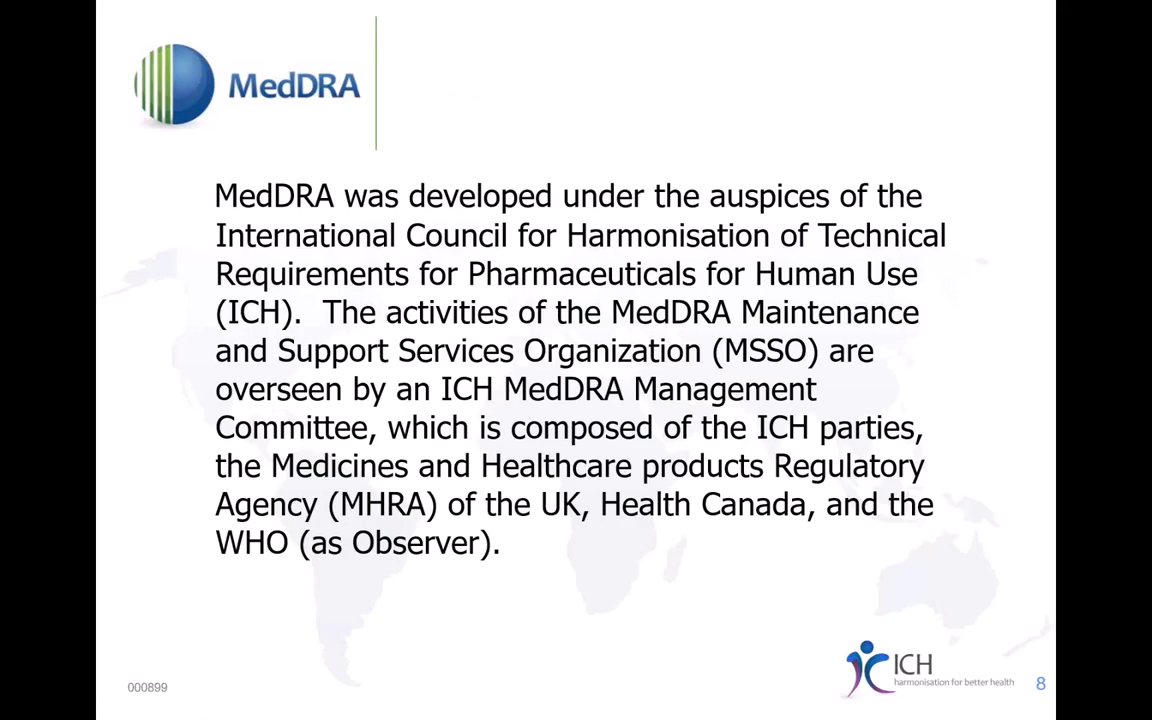 MedDRA
MedDRA was developed under the auspices of the
International Council for Harmonisation of Technical
Requirements for Pharmaceuticals for Human Use
(ICH).  The activities of the MedDRA Maintenance
and Support Services Organization (MSSO) are
overseen by an ICH MedDRA Management
Committee, which is composed of the ICH parties,
the Medicines and Healthcare products Regulatory
Agency (MHRA) of the UK, Health Canada, and the
WHO (as Observer).
ICH
harmonisation for better health
000899
8